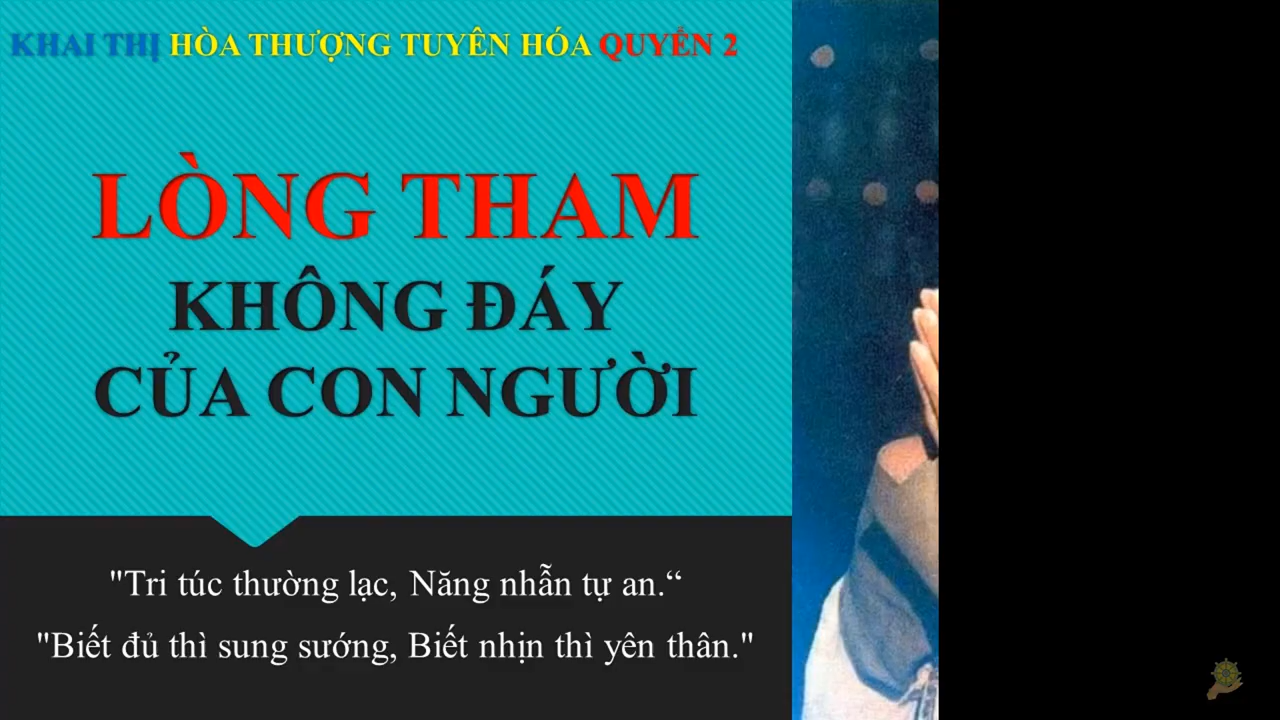 KHAI THỊ HÒA THƯỢNG TUYÊN HÓA QUYỂN 2
LÒNG THAM
KHÔNG ĐÁY
CỦA CON NGƯỜI
"Tri túc thường lạc, Năng nhẫn tự an.“
"Biết đủ thì sung sướng, Biết nhịn thì yên thân."